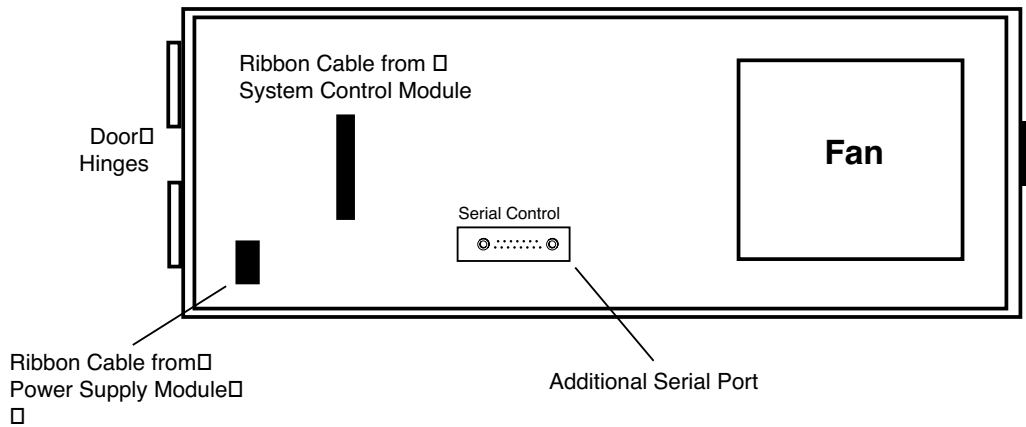 Ribbon Cable from □
System Control Module
Door□
Hinges
Fan
Serial Control
Ribbon Cable from□
Power Supply Module□
□
Additional Serial Port